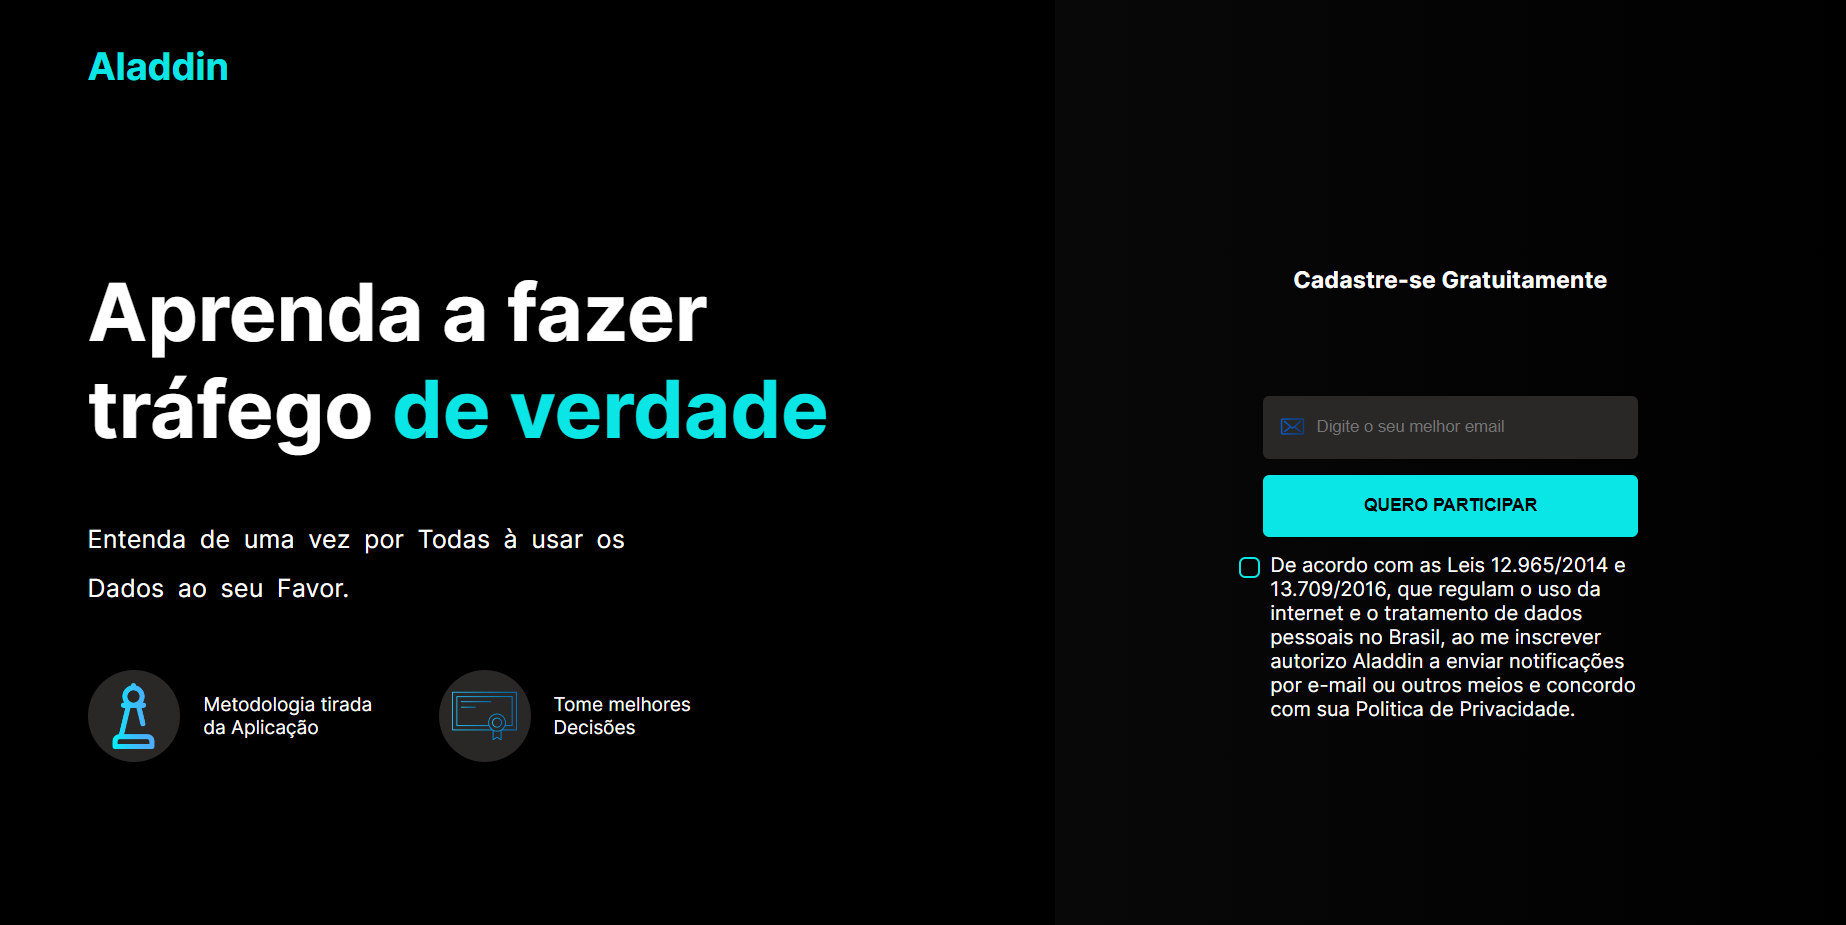 Aladdin
Aprenda a fazer
tráfego de verdade
Entenda de uma vez por Todas à usar os
Dados ao seu Favor.
Metodologia tirada
da Aplicação
Tome melhores
Decisões
Cadastre-se Gratuitamente
Digite o seu melhor email
QUERO PARTICIPAR
De acordo com as Leis 12.965/2014 e
13.709/2016, que regulam o uso da
internet e o tratamento de dados
pessoais no Brasil, ao me inscrever
autorizo Aladdin a enviar notificações
por e-mail ou outros meios e concordo
com sua Politica de Privacidade.